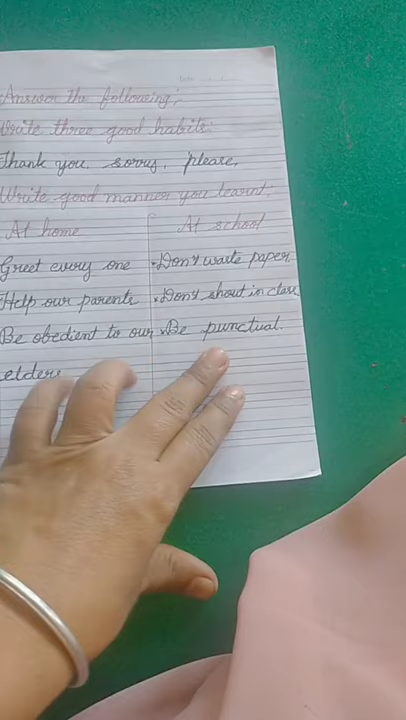 Answer the following:
Write three good habits.
Thank you, sorry, please,
Write good manner you learnt:
At home At school
Greet every one • Don't waste paper.
Help our parents • Don't shout in class
Be obedient to our • Be punctual.
elders